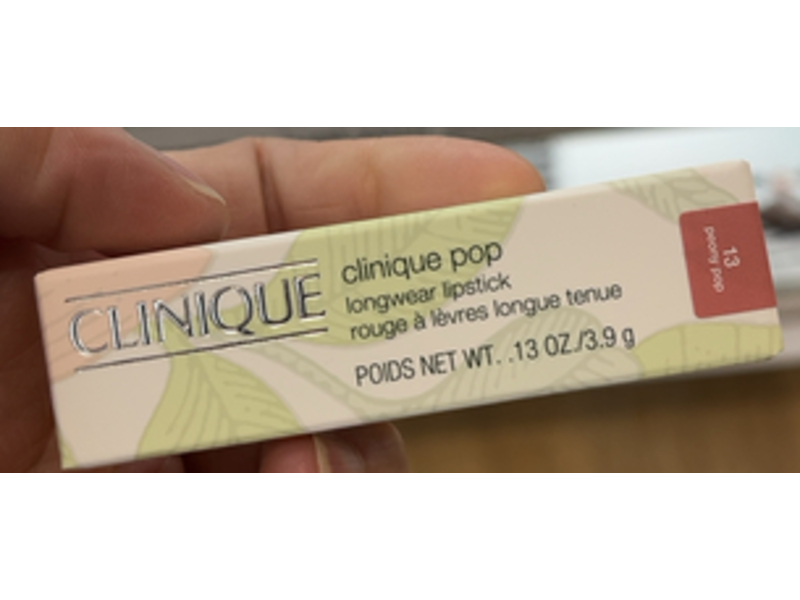 CLINIQUE
clinique pop
longwear lipstick
rouge à lèvres longue tenue
POIDS NET WT. .13 OZ./3.9 g
13
peony pop